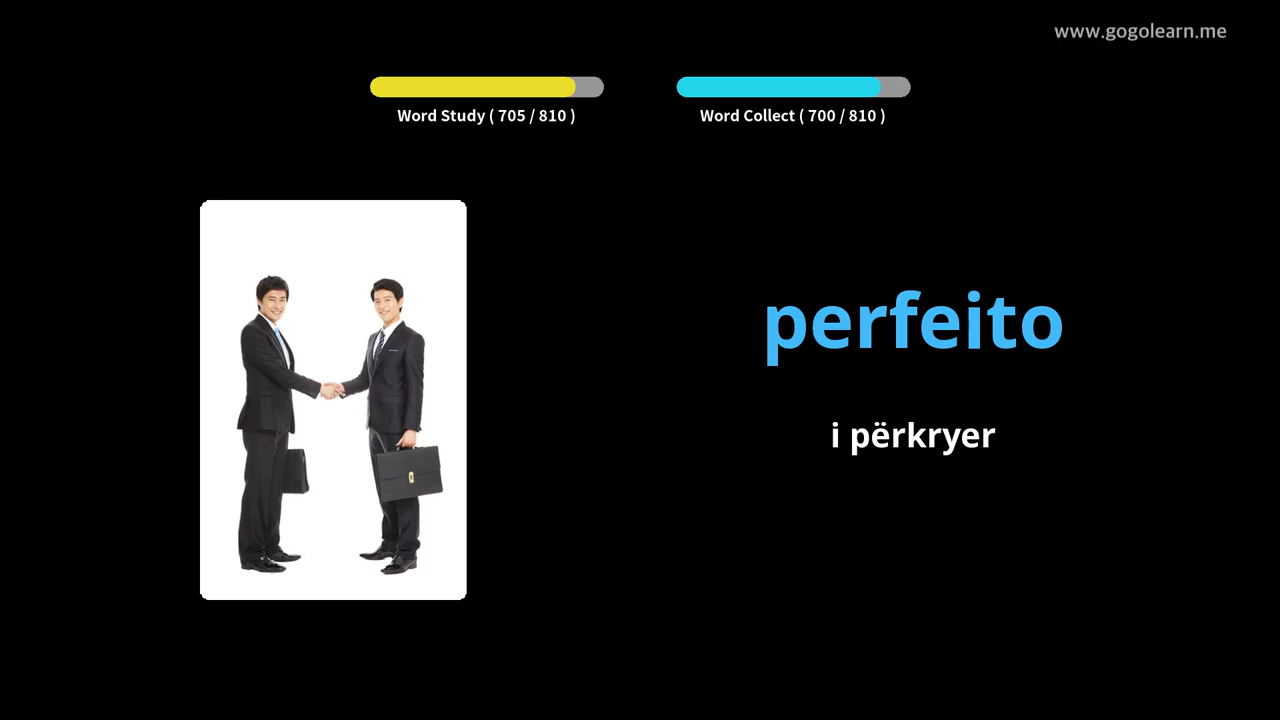 www.gogolearn.me
Word Study ( 705 / 810 )
Word Collect ( 700 / 810 )
perfeito
i përkryer